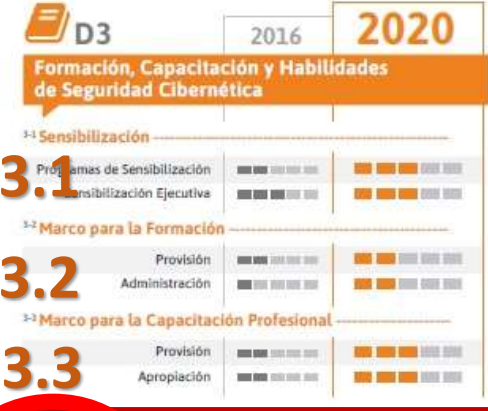 D3 2016 2020
Formación, Capacitación y Habilidades
de Seguridad Cibernética
3-1 Sensibilización
3.1
Programas de Sensibilización
Sensibilización Ejecutiva
3-2 Marco para la Formación
3.2
Provisión
Administración
3-3 Marco para la Capacitación Profesional
3.3
Provisión
Apropiación